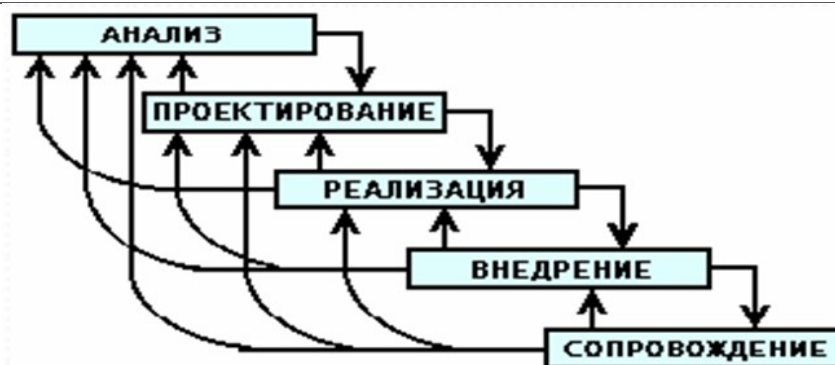 АНАЛИЗ
ПРОЕКТИРОВАНИЕ
РЕАЛИЗАЦИЯ
ВНЕДРЕНИЕ
СОПРОВОЖДЕНИЕ